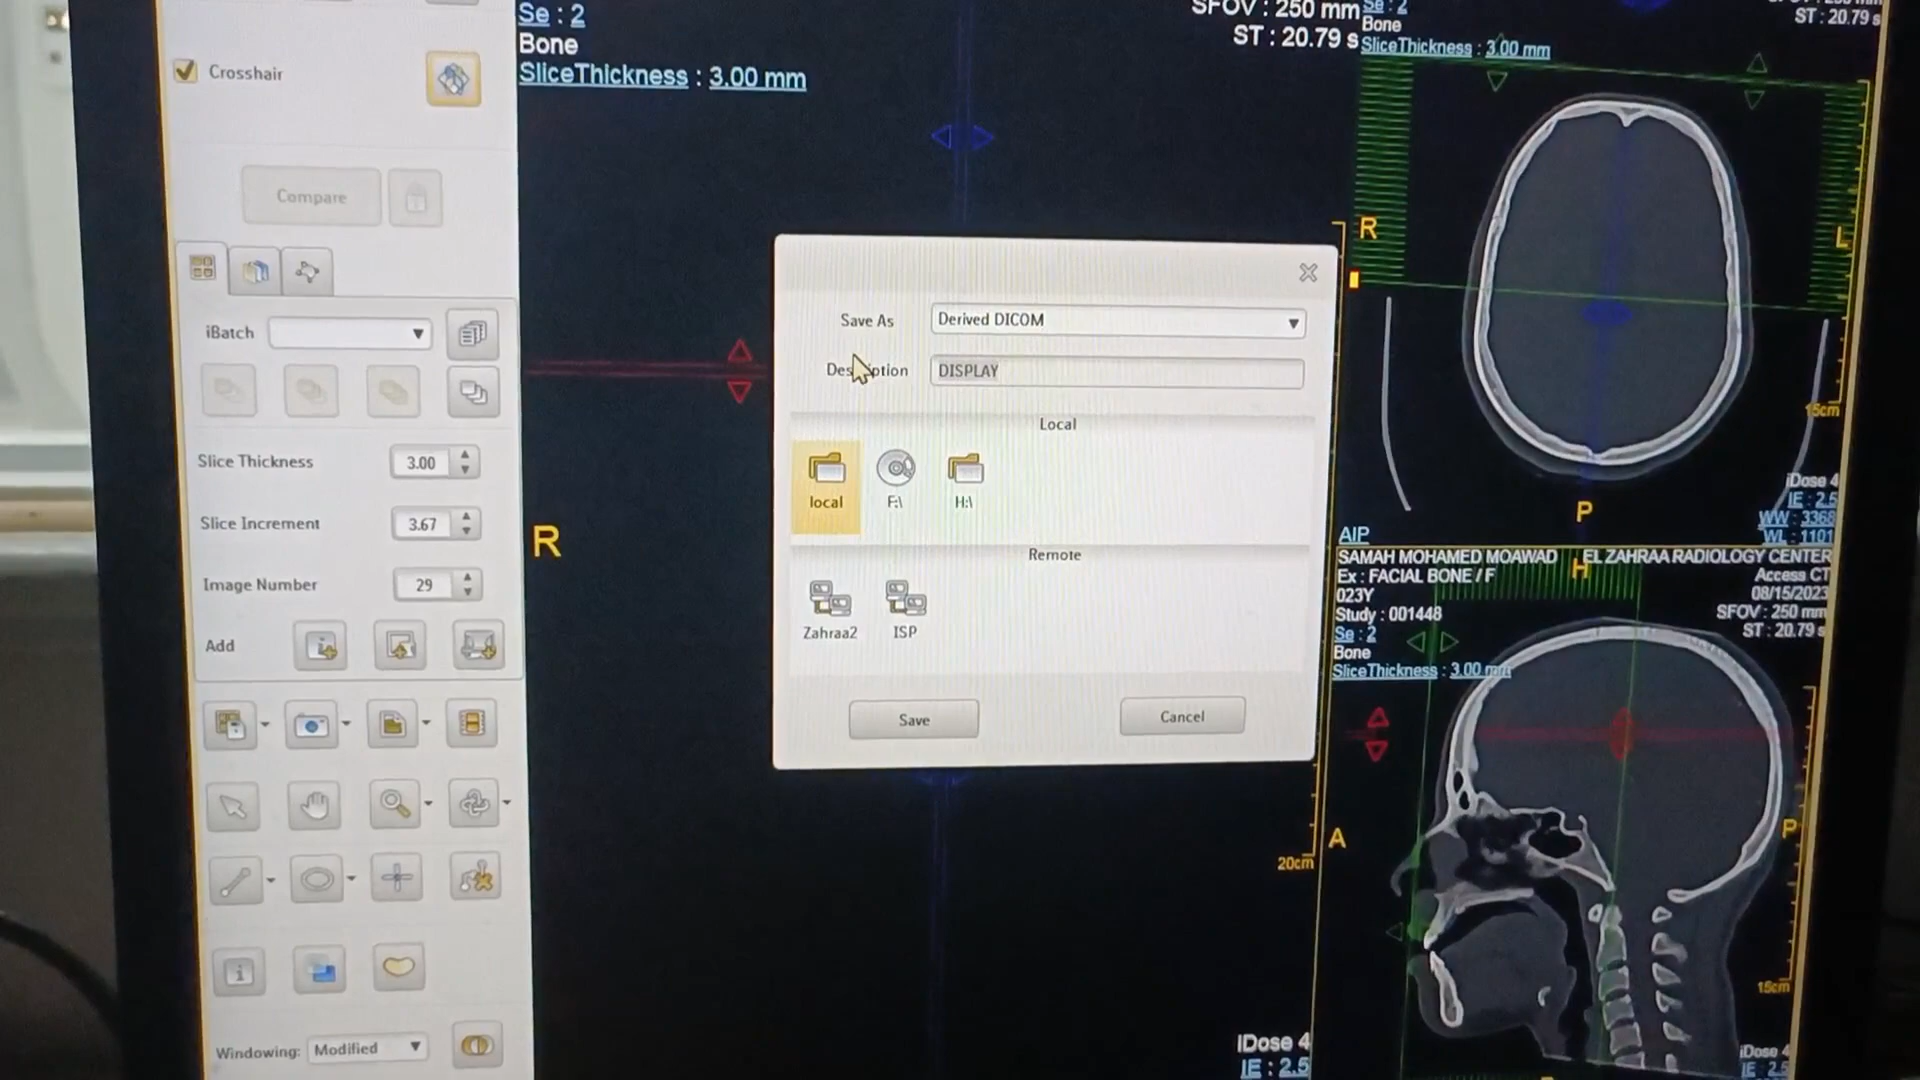 Crosshair
Compare
iBatch
Slice Thickness 3.00
Slice Increment 3.67
Image Number 29
Add
Windowing: Modified
Se : 2
Bone
SliceThickness : 3.00 mm
SFOV : 250 mm
ST : 20.79 s
R
20cm
iDose 4
IE : 2.5
Save As Derived DICOM
Description DISPLAY
Local
local
F:\
H:\
Remote
Zahraa2
ISP
Save
Cancel
Se : 2
Bone
SliceThickness : 3.00 mm
ST : 20.79 s
R
L
15cm
P
iDose 4
IE : 2.5
WW : 3368
WL : 1101
AIP
SAMAH MOHAMED MOAWAD
Ex : FACIAL BONE / F
023Y
Study : 001448
Se : 2
Bone
SliceThickness : 3.00 mm
H
EL ZAHRAA RADIOLOGY CENTER
Access CT
08/15/2023
SFOV : 250 mm
ST : 20.79 s
A
P
15cm
iDose 4
IE : 2.5